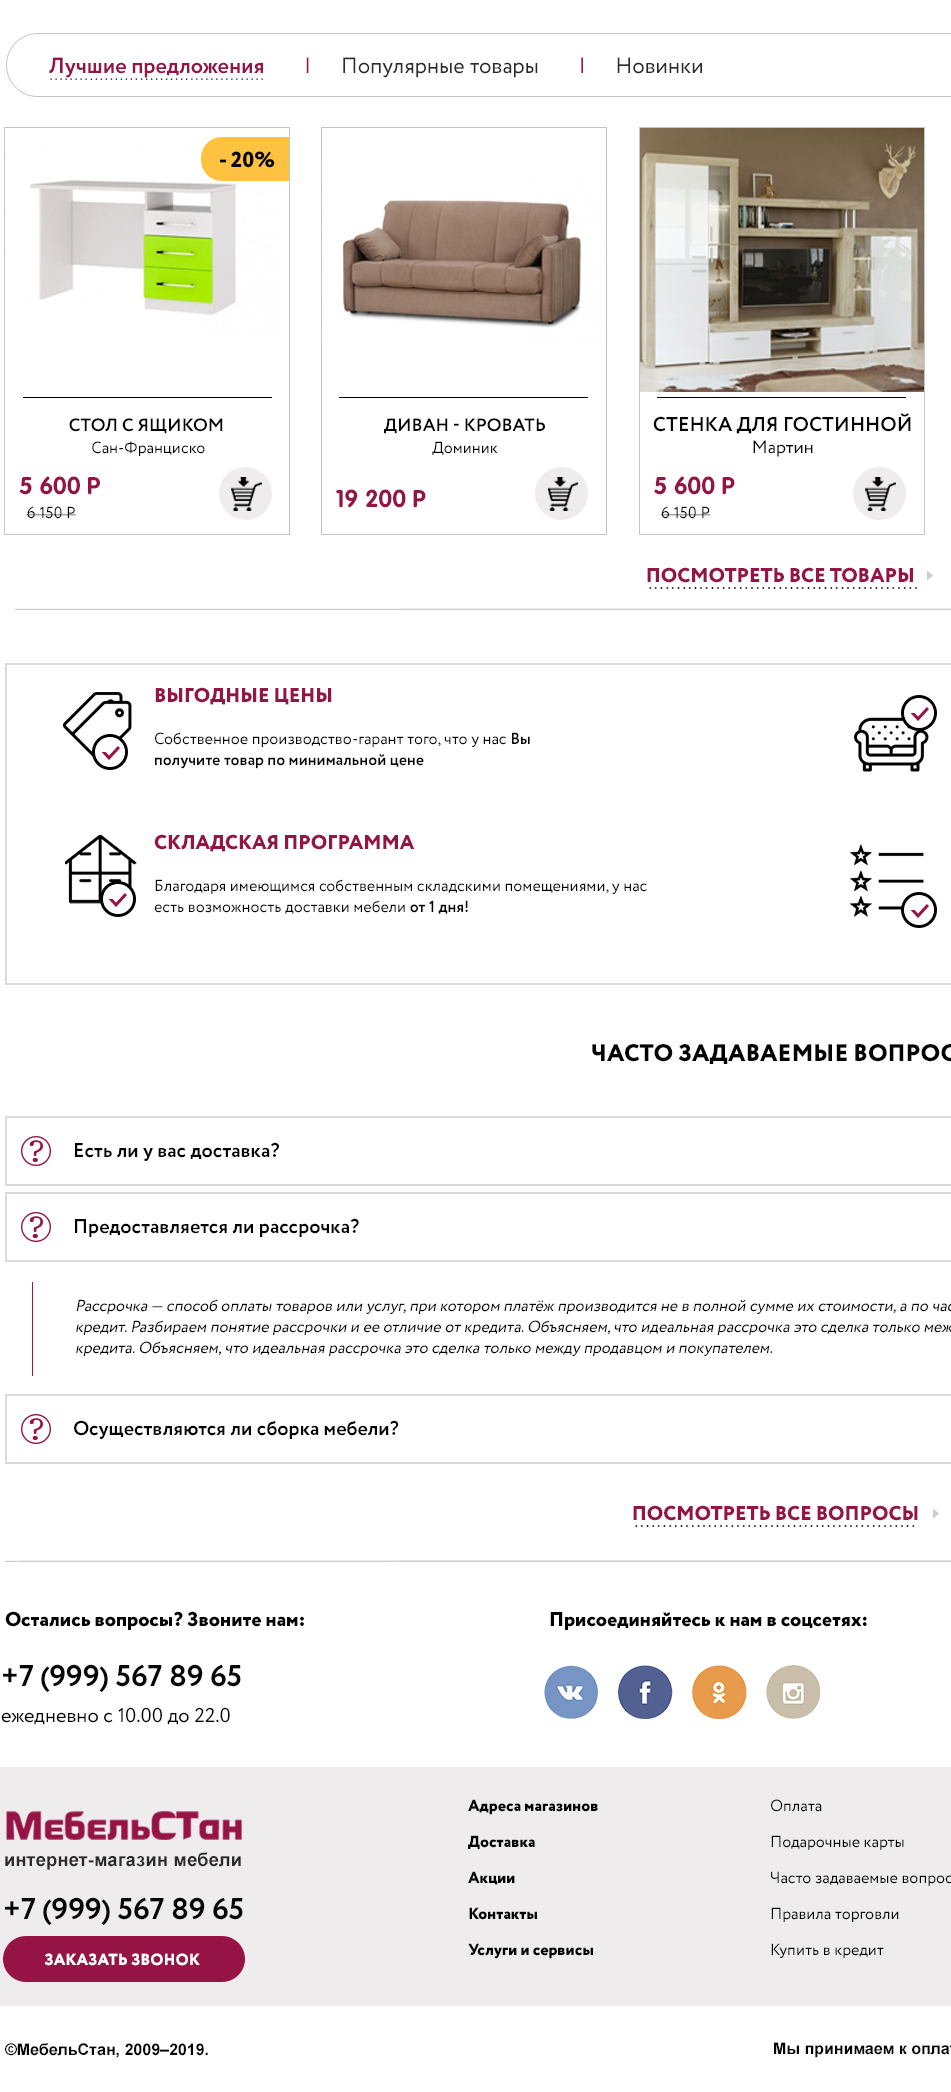 Лучшие предложения
Популярные товары
Новинки
- 20%
СТОЛ С ЯЩИКОМ
Сан-Франциско
5 600 Р
6 150 Р
ДИВАН - КРОВАТЬ
Доминик
19 200 Р
СТЕНКА ДЛЯ ГОСТИННОЙ
Мартин
5 600 Р
6 150 Р
ПОСМОТРЕТЬ ВСЕ ТОВАРЫ
ВЫГОДНЫЕ ЦЕНЫ
Собственное производство-гарант того, что у нас Вы
получите товар по минимальной цене
СКЛАДСКАЯ ПРОГРАММА
Благодаря имеющимся собственным складскими помещениями, у нас
есть возможность доставки мебели от 1 дня!
ЧАСТО ЗАДАВАЕМЫЕ ВОПРОС
Есть ли у вас доставка?
Предоставляется ли рассрочка?
Рассрочка — способ оплаты товаров или услуг, при котором платёж производится не в полной сумме их стоимости, а по час
кредит. Разбираем понятие рассрочки и ее отличие от кредита. Объясняем, что идеальная рассрочка это сделка только меж
кредита. Объясняем, что идеальная рассрочка это сделка только между продавцом и покупателем.
Осуществляются ли сборка мебели?
ПОСМОТРЕТЬ ВСЕ ВОПРОСЫ
Остались вопросы? Звоните нам:
+7 (999) 567 89 65
ежедневно с 10.00 до 22.0
Присоединяйтесь к нам в соцсетях:
МебельСТан
интернет-магазин мебели
+7 (999) 567 89 65
ЗАКАЗАТЬ ЗВОНОК
Адреса магазинов
Доставка
Акции
Контакты
Услуги и сервисы
Оплата
Подарочные карты
Часто задаваемые вопрос
Правила торговли
Купить в кредит
©МебельСтан, 2009–2019.
Мы принимаем к опла